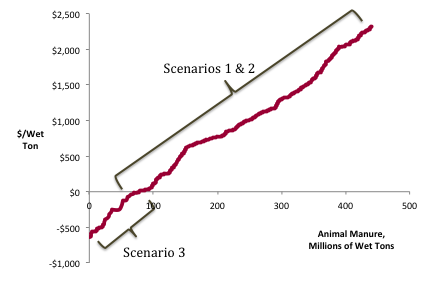 $2,500
$2,000
Scenarios 1 & 2
$1,500
$1,000
$/Wet
Ton
$500
$0
0 100 200 300 400 500
-$500
Animal Manure,
Millions of Wet Tons
Scenario 3
-$1,000